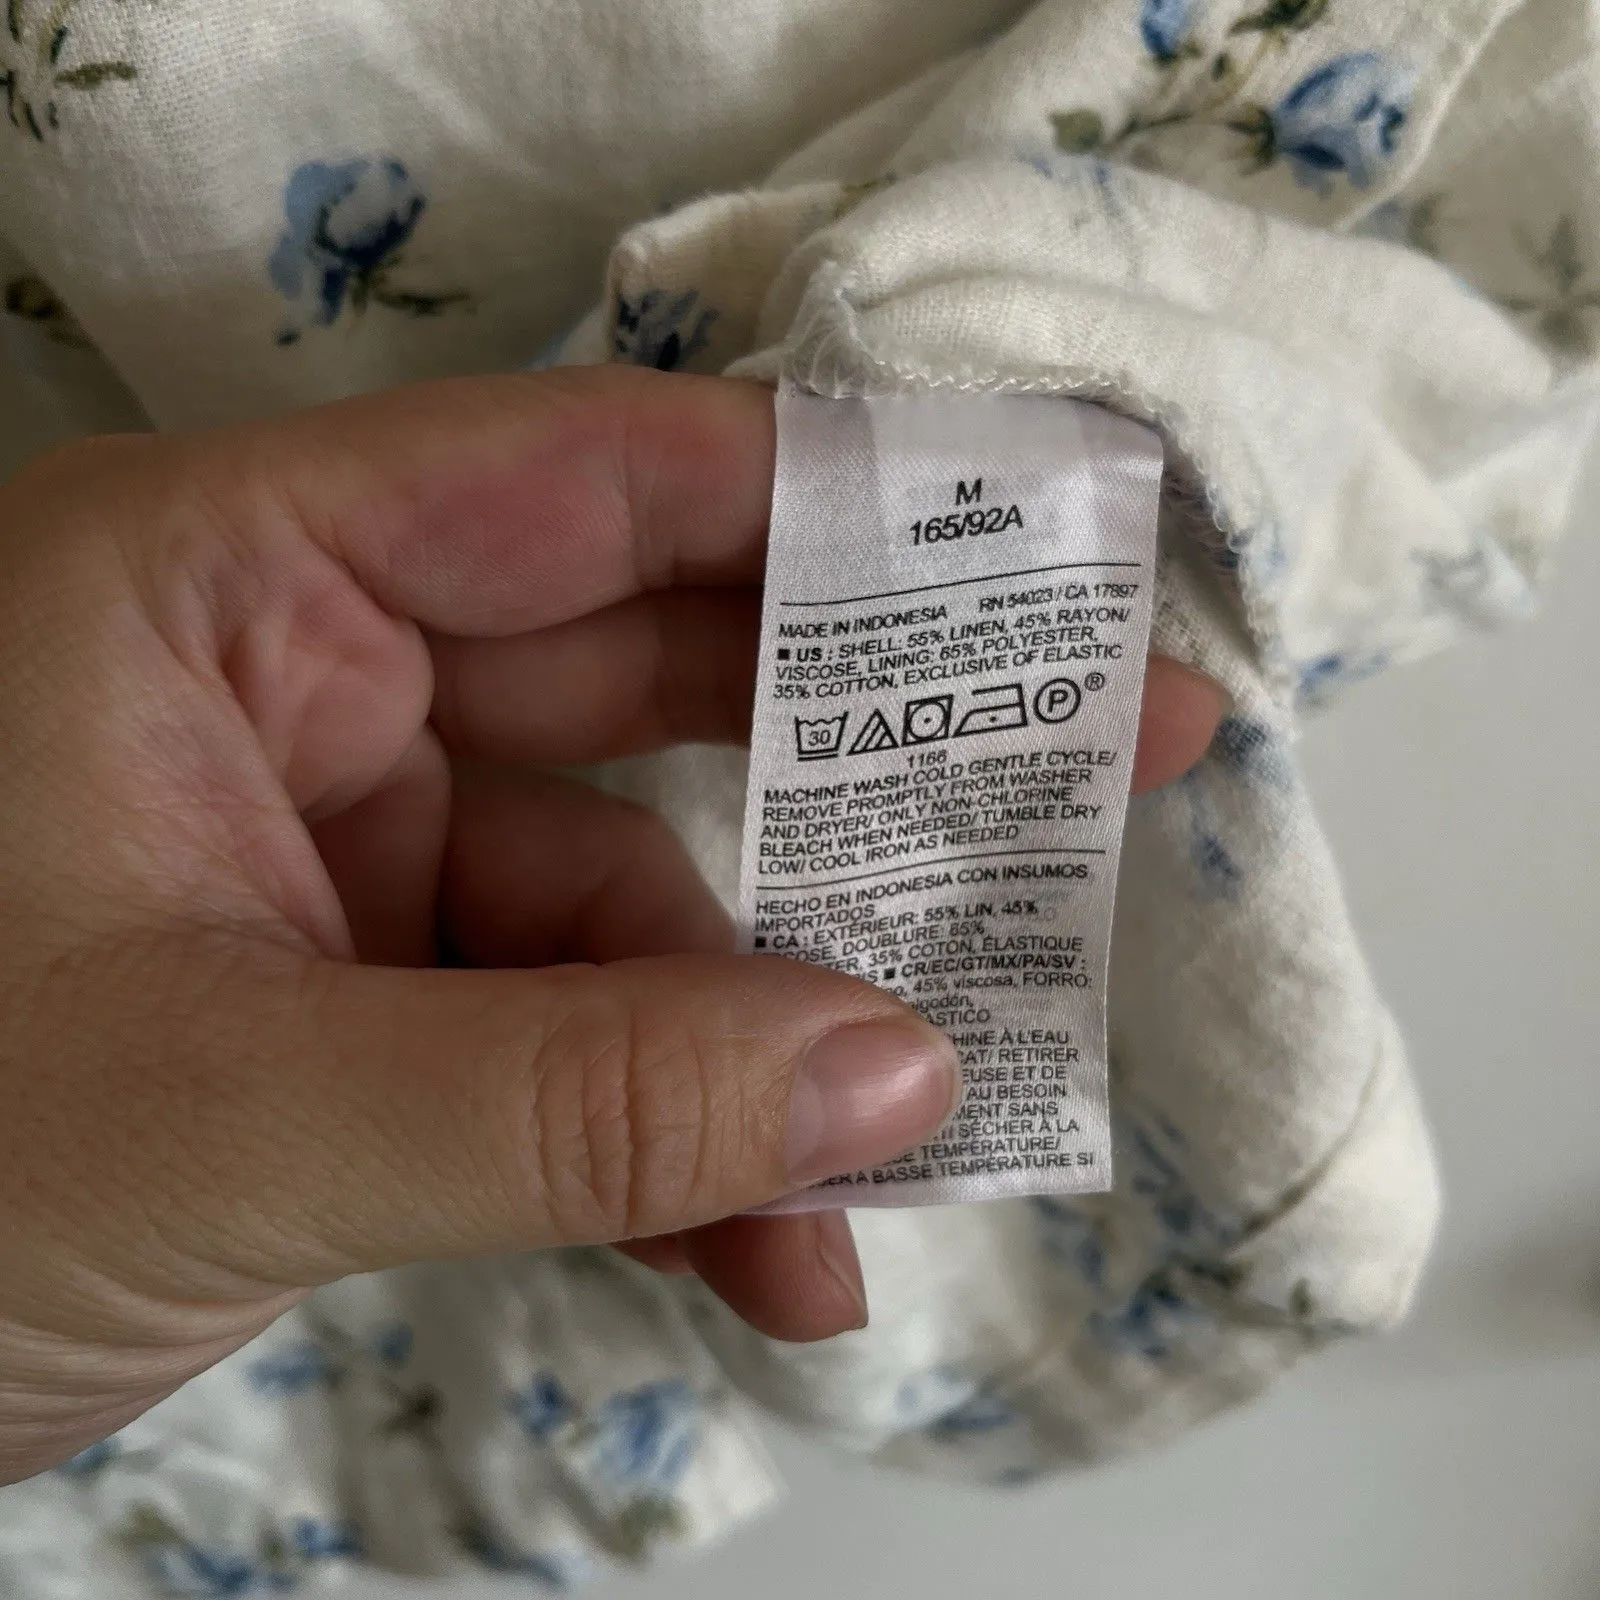 M
165/92A
MADE IN INDONESIA RN 54023 / CA 17897
■ US : SHELL: 55% LINEN, 45% RAYON/
VISCOSE, LINING: 65% POLYESTER,
35% COTTON, EXCLUSIVE OF ELASTIC
30 P ®
1166
MACHINE WASH COLD GENTLE CYCLE/
REMOVE PROMPTLY FROM WASHER
AND DRYER/ ONLY NON-CHLORINE
BLEACH WHEN NEEDED/ TUMBLE DRY
LOW/ COOL IRON AS NEEDED
HECHO EN INDONESIA CON INSUMOS
IMPORTADOS
■ CA : EXTÉRIEUR: 55% LIN, 45%
DOUBLURE: 65%
35% COTON, ÉLASTIQUE
■ CR/EC/GT/MX/PA/SV :
45% viscosa, FORRO:
algodón,
À L'EAU
RETIRER
ET DE
AU BESOIN
SANS
SÉCHER À LA
TEMPÉRATURE/
À BASSE TEMPÉRATURE SI